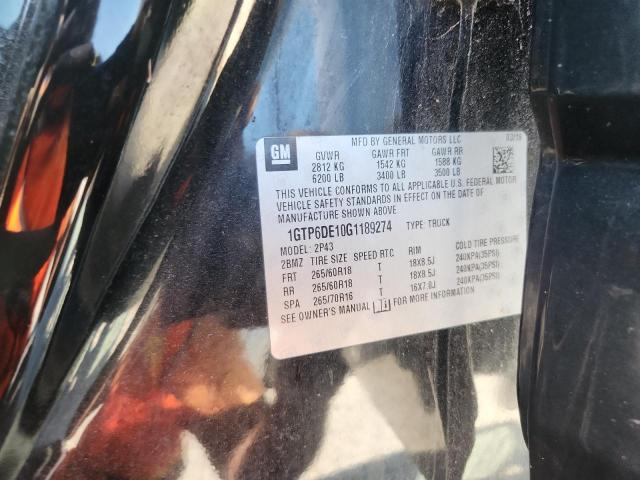 GM
MFD BY GENERAL MOTORS LLC
GVWR GAWR FRT GAWR RR
2812 KG 1542 KG 1588 KG
6200 LB 3400 LB 3500 LB
THIS VEHICLE CONFORMS TO ALL APPLICABLE U.S. FEDERAL MOTOR
VEHICLE SAFETY STANDARDS IN EFFECT ON THE DATE OF
MANUFACTURE SHOWN ABOVE.
1GTP6DE10G1189274 TYPE: TRUCK
MODEL: 2P43
2BMZ TIRE SIZE SPEED RTC RIM COLD TIRE PRESSURE
FRT 265/60R18 T 18X8.5J 240KPA(35PSI)
RR 265/60R18 T 18X8.5J 240KPA(35PSI)
SPA 265/70R16 T 16X7.0J 240KPA(35PSI)
SEE OWNER'S MANUAL FOR MORE INFORMATION